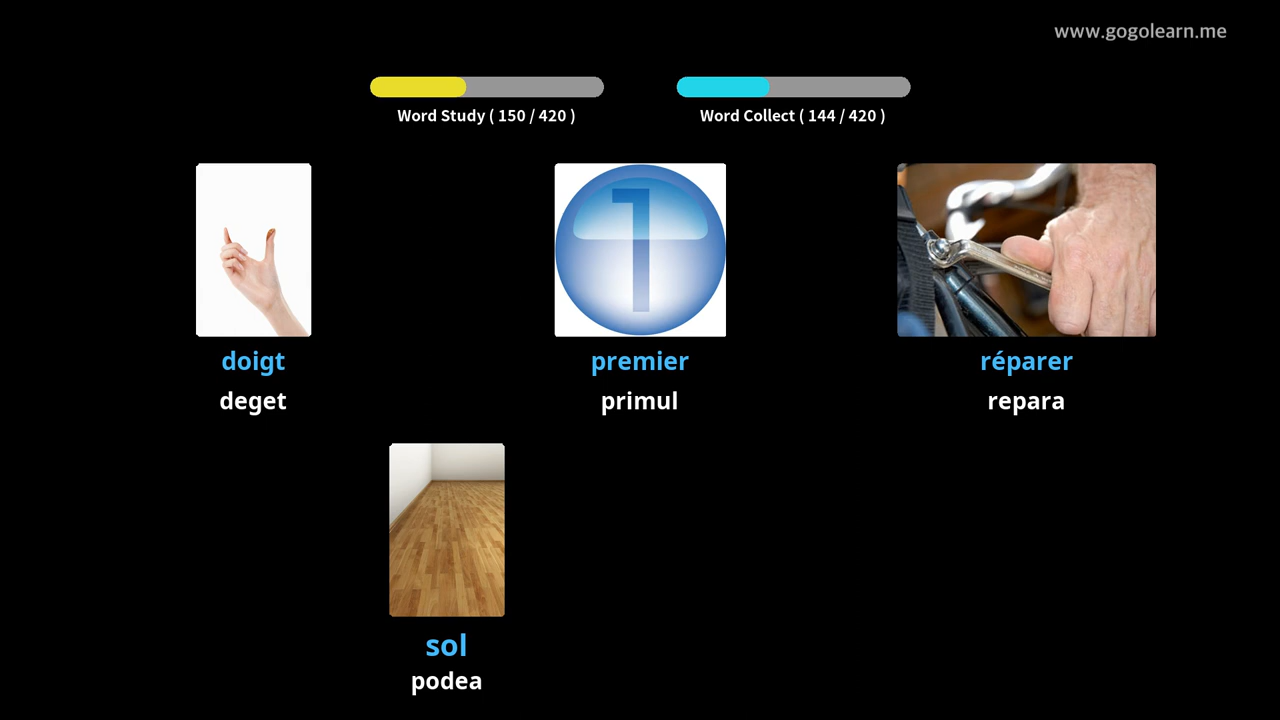 www.gogolearn.me
Word Study ( 150 / 420 )
Word Collect ( 144 / 420 )
1
doigt
deget
premier
primul
réparer
repara
sol
podea